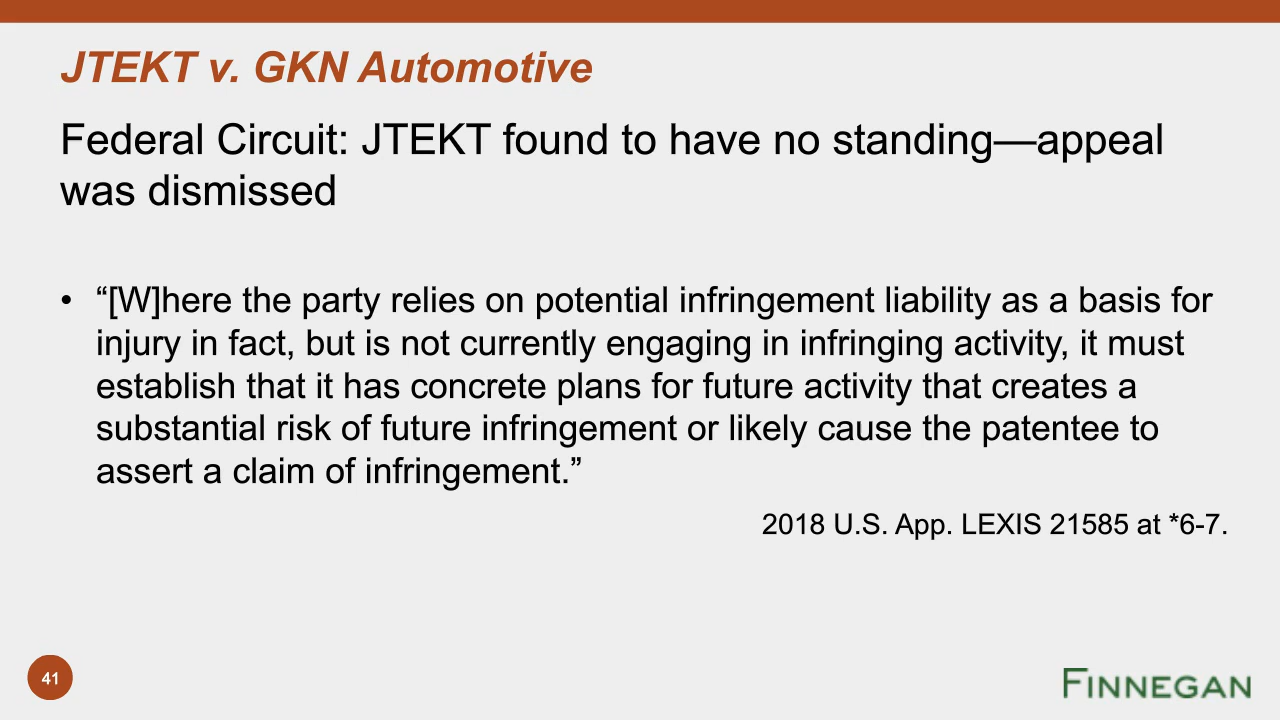 JTEKT v. GKN Automotive
Federal Circuit: JTEKT found to have no standing—appeal
was dismissed
• “[W]here the party relies on potential infringement liability as a basis for
injury in fact, but is not currently engaging in infringing activity, it must
establish that it has concrete plans for future activity that creates a
substantial risk of future infringement or likely cause the patentee to
assert a claim of infringement.”
2018 U.S. App. LEXIS 21585 at *6-7.
41
FINNEGAN